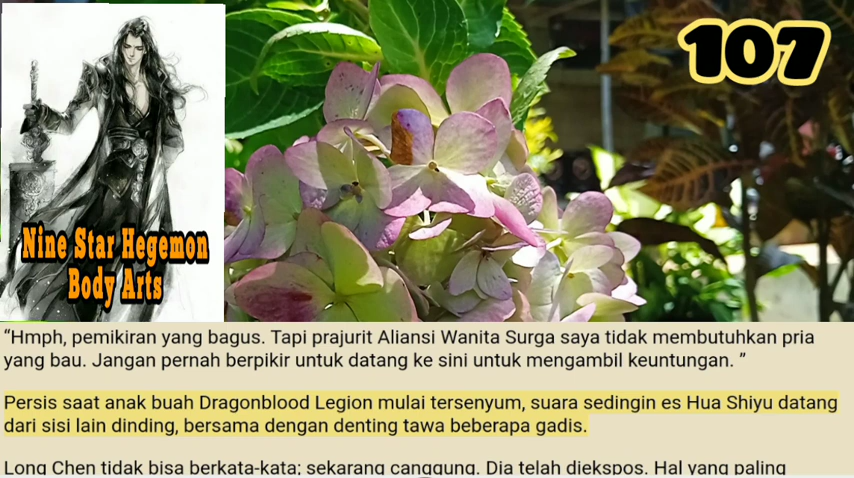 107
Nine Star Hegemon
Body Arts
“Hmph, pemikiran yang bagus. Tapi prajurit Aliansi Wanita Surga saya tidak membutuhkan pria
yang bau. Jangan pernah berpikir untuk datang ke sini untuk mengambil keuntungan. ”
Persis saat anak buah Dragonblood Legion mulai tersenyum, suara sedingin es Hua Shiyu datang
dari sisi lain dinding, bersama dengan denting tawa beberapa gadis.
Long Chen tidak bisa berkata-kata; sekarang canggung. Dia telah diekspos. Hal yang paling